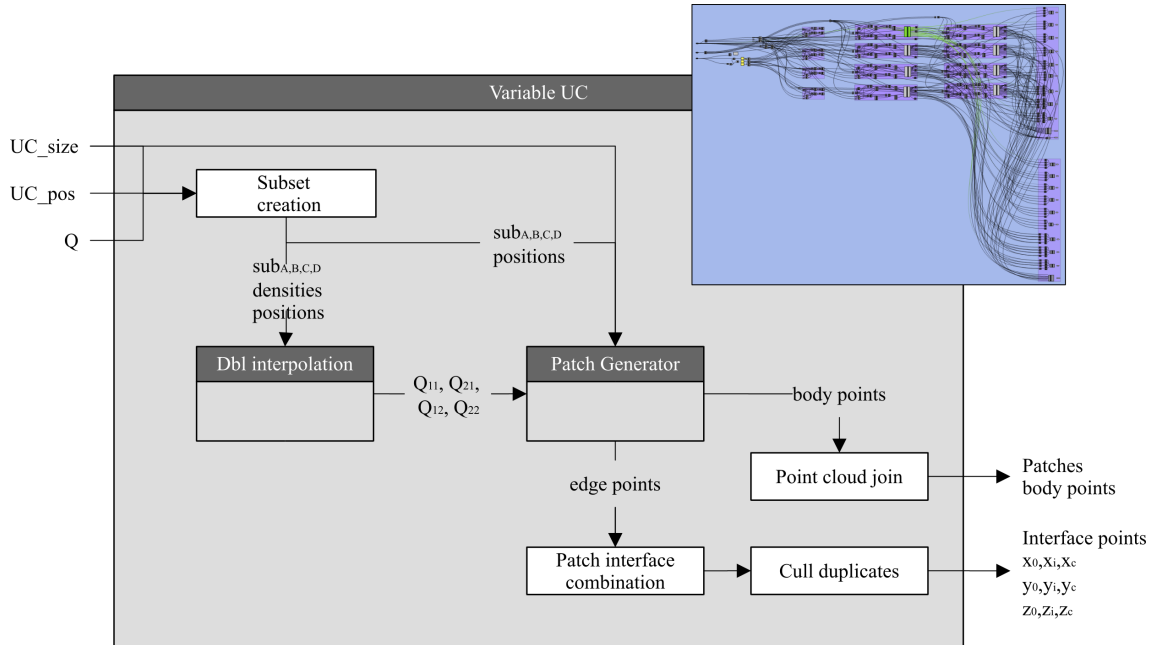 Variable UC
UC_size
UC_pos
Q
Subset
creation
subA,B,C,D
positions
subA,B,C,D
densities
positions
Dbl interpolation
Patch Generator
Q11, Q21,
Q12, Q22
body points
edge points
Point cloud join
Patches
body points
Patch interface
combination
Cull duplicates
Interface points
x0,xi,xc
y0,yi,yc
z0,zi,zc